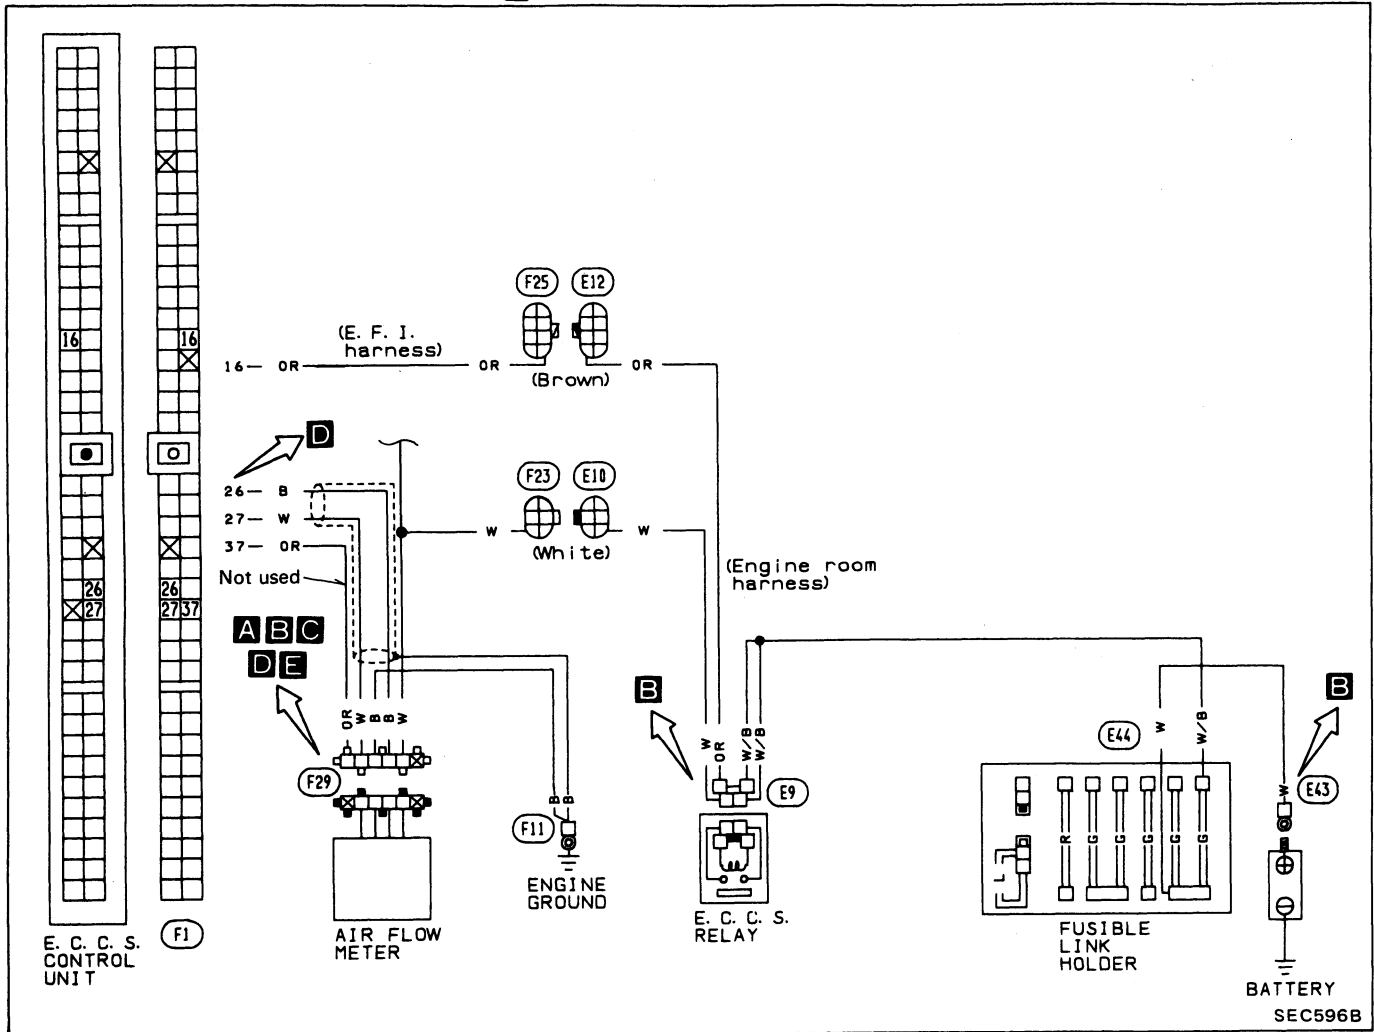 16
16
16— OR
(E. F. I.
harness)
OR
F25
E12
(Brown)
OR
D
26— B
27— W
37— OR
Not used
W
F23
E10
(White)
W
(Engine room
harness)
26
26
27
27
37
A B C
D E
OR
W
B
B
W
F29
AIR FLOW
METER
B
B
F11
ENGINE
GROUND
B
W
OR
W/B
W/B
E9
E. C. C. S.
RELAY
E44
W
W/B
B
W
E43
L
R
G
G
G
G
G
FUSIBLE
LINK
HOLDER
BATTERY
E. C. C. S.
CONTROL
UNIT
F1
SEC596B